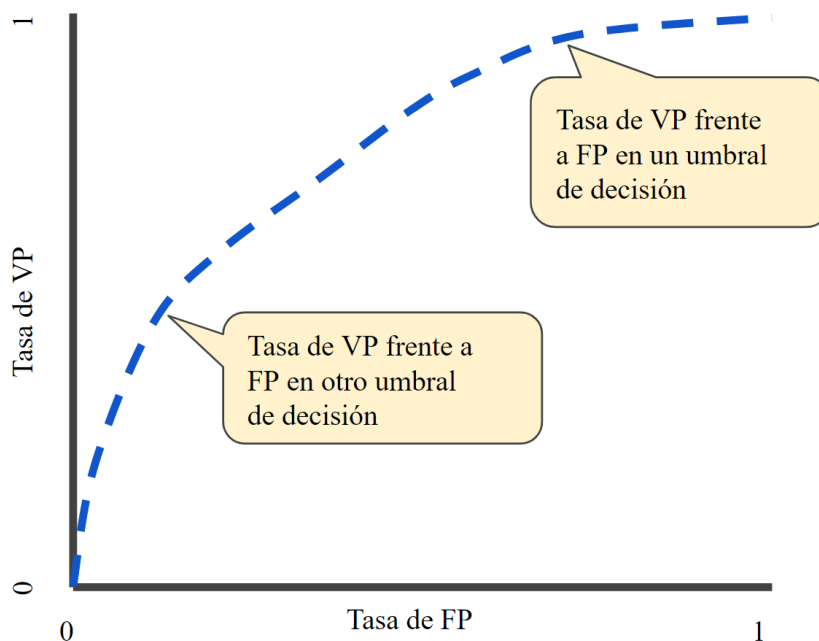 1
Tasa de VP
0
Tasa de VP frente
a FP en un umbral
de decisión
Tasa de VP frente a
FP en otro umbral
de decisión
0
Tasa de FP
1